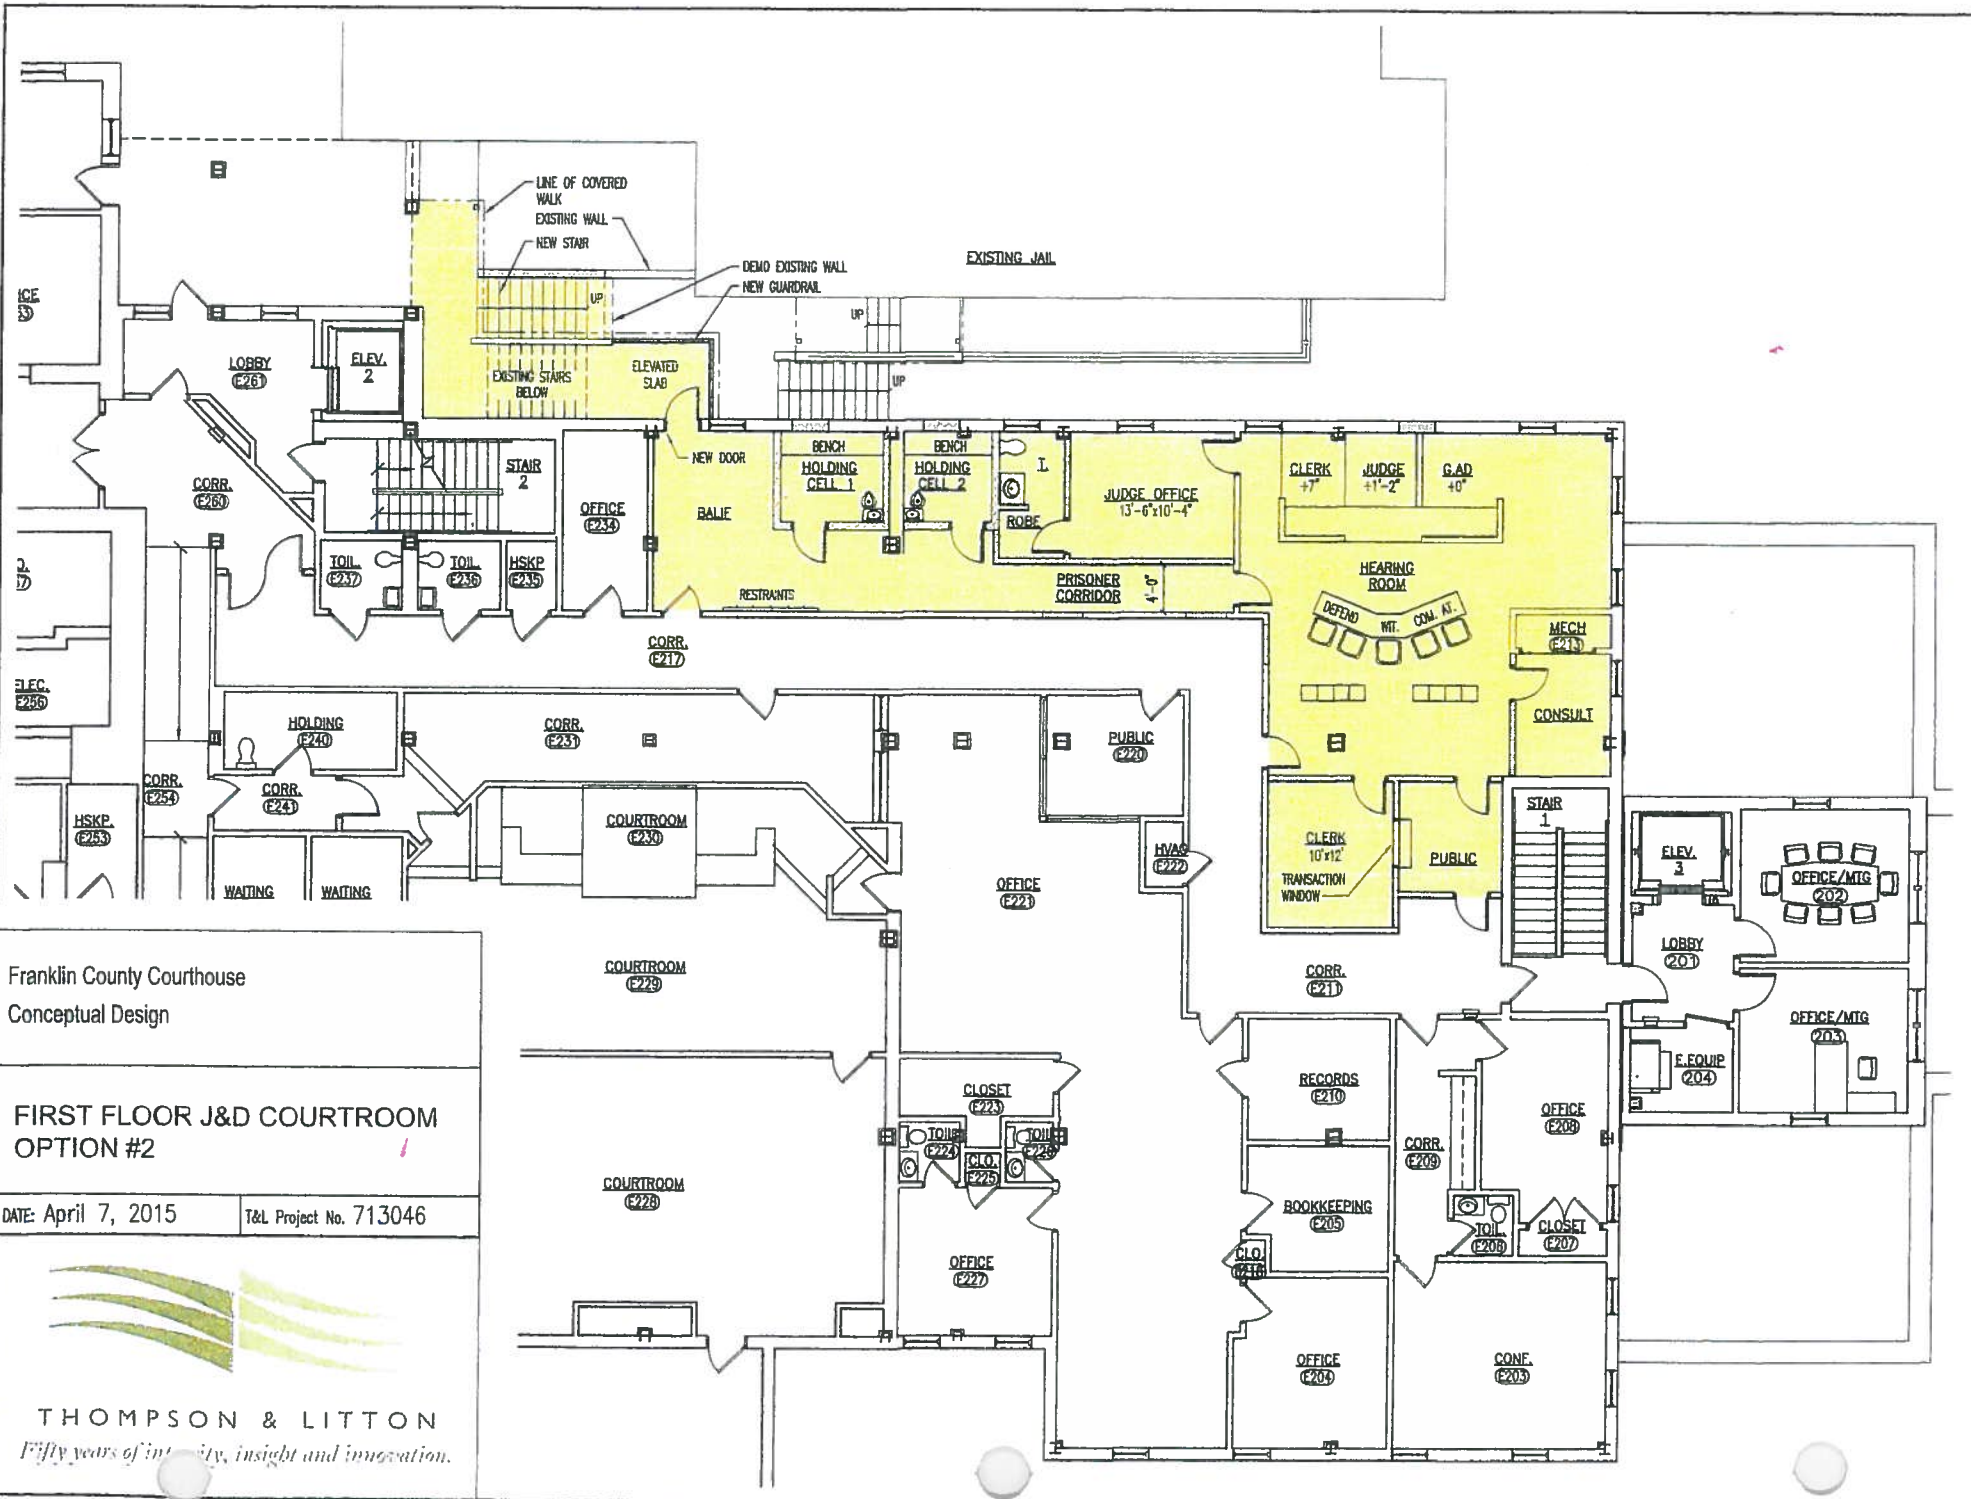 LINE OF COVERED
WALK
EXISTING WALL
NEW STAIR
DEMO EXISTING WALL
NEW GUARDRAIL
UP
EXISTING JAIL
UP
UP
ELEVATED
SLAB
EXISTING STAIRS
BELOW
LOBBY
E261
ELEV.
2
CORR.
E260
STAIR
2
OFFICE
E234
NEW DOOR
BALIF
BENCH
HOLDING
CELL 1
BENCH
HOLDING
CELL 2
T.
ROBE
JUDGE OFFICE
13'-6"x10'-4"
CLERK
+7"
JUDGE
+1'-2"
G.AD
+0"
TOIL.
E237
TOIL.
E236
HSKP
E235
RESTRAINTS
PRISONER
CORRIDOR
4'-0"
HEARING
ROOM
DEFEND
WIT.
COM. AT.
MECH
E213
CONSULT
CORR.
E217
ELEC.
E256
HOLDING
E240
CORR.
E231
PUBLIC
E220
CORR.
E254
CORR.
E241
HSKP.
E253
COURTROOM
E230
HVAC
E222
CLERK
10'x12'
TRANSACTION
WINDOW
PUBLIC
STAIR
1
ELEV.
3
OFFICE/MTG
202
WAITING
WAITING
OFFICE
E221
LOBBY
201
COURTROOM
E229
CORR.
E211
OFFICE/MTG
203
E.EQUIP
204
RECORDS
E210
CLOSET
E223
OFFICE
E208
TOIL
E224
CLO.
E225
TOIL
CORR.
E209
COURTROOM
E228
BOOKKEEPING
E205
TOIL.
E206
CLOSET
E207
CLO.
OFFICE
E227
OFFICE
E204
CONF.
E203
Franklin County Courthouse
Conceptual Design
FIRST FLOOR J&D COURTROOM
OPTION #2
DATE: April 7, 2015
T&L Project No. 713046
THOMPSON & LITTON
Fifty years of insight and innovation.